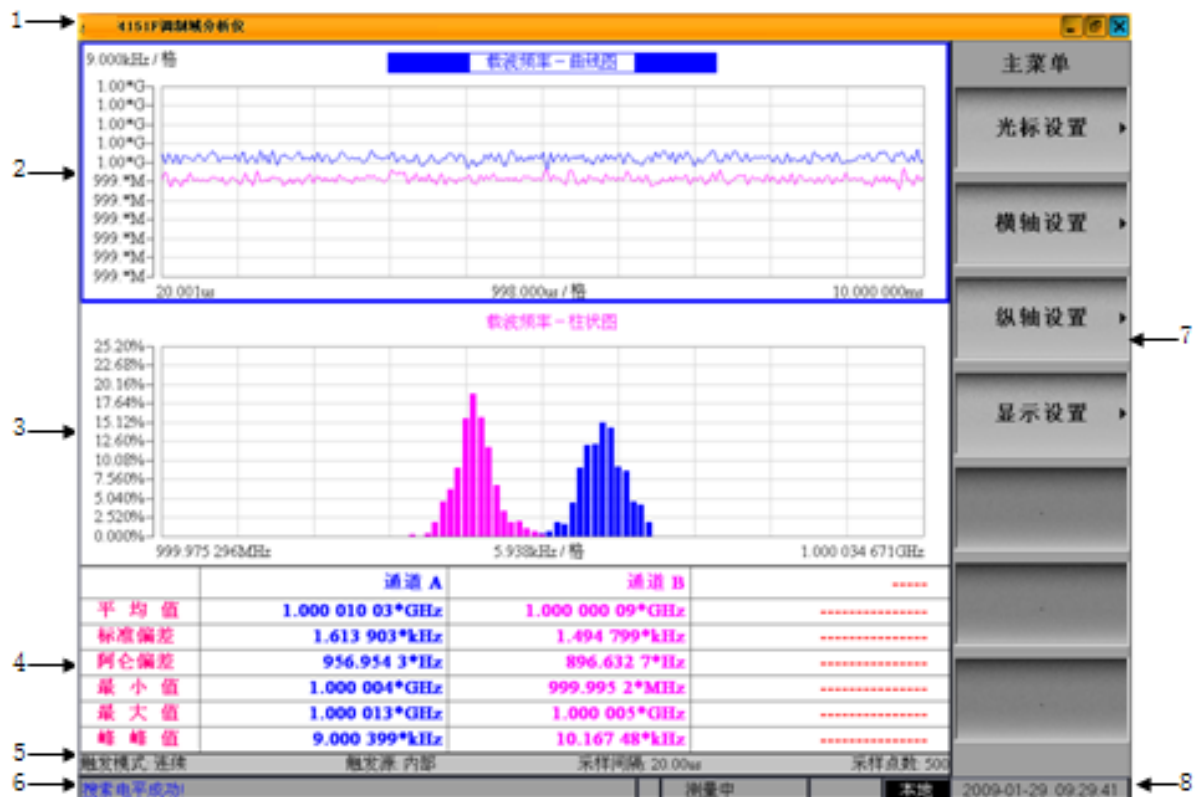 1
4151F调制域分析仪
9.000kHz / 格
载波频率－曲线图
主菜单
1.00*G
1.00*G
1.00*G
1.00*G
1.00*G
999.*M
999.*M
999.*M
999.*M
999.*M
999.*M
光标设置
2
横轴设置
20.001us
998.000us / 格
10.000 000ms
载波频率－柱状图
纵轴设置
7
25.20%
22.68%
20.16%
17.64%
15.12%
12.60%
10.08%
7.560%
5.040%
2.520%
0.000%
显示设置
3
999.975 296MHz
5.938kHz / 格
1.000 034 671GHz
通道 A 通道 B -----
平 均 值 1.000 010 03*GHz 1.000 000 09*GHz --------------
标准偏差 1.613 903*kHz 1.494 799*kHz --------------
4
阿仑偏差 956.954 3*Hz 896.632 7*Hz --------------
最 小 值 1.000 004*GHz 999.995 2*MHz --------------
最 大 值 1.000 013*GHz 1.000 005*GHz --------------
峰 峰 值 9.000 399*kHz 10.167 48*kHz --------------
5
触发模式: 连续 触发源: 内部 采样间隔: 20.00us 采样点数: 500
6
搜索电平成功! 测量中 本地 2009-01-29 09:29:41
8